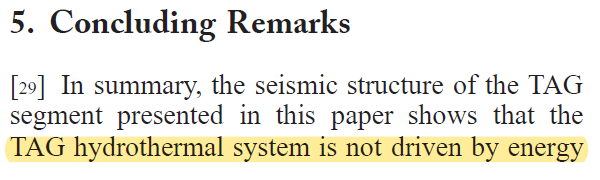 5. Concluding Remarks
[29] In summary, the seismic structure of the TAG
segment presented in this paper shows that the
TAG hydrothermal system is not driven by energy